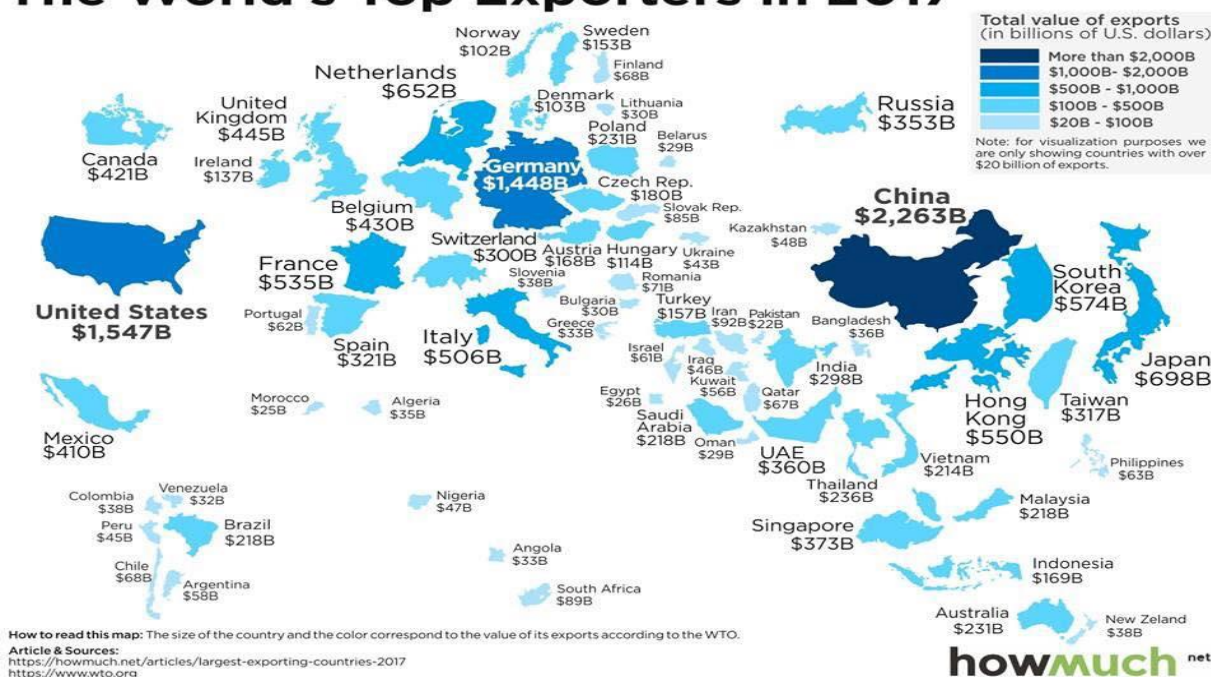 The World's Top Exporters in 2017
Total value of exports
(in billions of U.S. dollars)
More than $2,000B
$1,000B- $2,000B
$500B - $1,000B
$100B - $500B
$20B - $100B
Note: for visualization purposes we
are only showing countries with over
$20 billion of exports.
Norway
$102B
Sweden
$153B
Finland
$68B
Netherlands
$652B
Denmark
$103B
Lithuania
$30B
United
Kingdom
$445B
Poland
$231B
Belarus
$29B
Russia
$353B
Canada
$421B
Ireland
$137B
Germany
$1,448B
Czech Rep.
$180B
Slovak Rep.
$85B
China
$2,263B
Belgium
$430B
Kazakhstan
$48B
Switzerland
$300B
Austria
$168B
Hungary
$114B
Ukraine
$43B
France
$535B
Slovenia
$38B
Romania
$71B
South
Korea
$574B
United States
$1,547B
Portugal
$62B
Spain
$321B
Italy
$506B
Bulgaria
$30B
Greece
$33B
Turkey
$157B
Iran
$92B
Pakistan
$22B
Bangladesh
$36B
Israel
$61B
Iraq
$46B
Kuwait
$56B
India
$298B
Japan
$698B
Morocco
$25B
Algeria
$35B
Egypt
$26B
Qatar
$67B
Saudi
Arabia
$218B
Oman
$29B
UAE
$360B
Hong
Kong
$550B
Taiwan
$317B
Mexico
$410B
Vietnam
$214B
Philippines
$63B
Thailand
$236B
Colombia
$38B
Venezuela
$32B
Nigeria
$47B
Malaysia
$218B
Peru
$45B
Brazil
$218B
Singapore
$373B
Chile
$68B
Argentina
$58B
Angola
$33B
Indonesia
$169B
South Africa
$89B
Australia
$231B
New Zeland
$38B
How to read this map: The size of the country and the color correspond to the value of its exports according to the WTO.
Article & Sources:
https://howmuch.net/articles/largest-exporting-countries-2017
https://www.wto.org
howmuch net